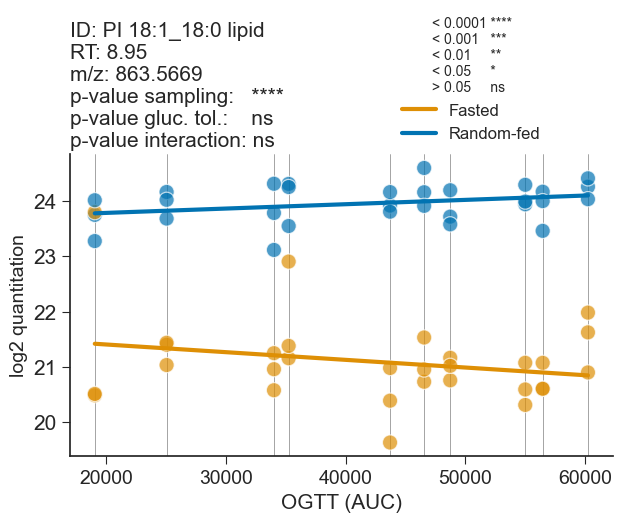 ID: PI 18:1_18:0 lipid
RT: 8.95
m/z: 863.5669
p-value sampling: ****
p-value gluc. tol.: ns
p-value interaction: ns
< 0.0001 ****
< 0.001 ***
< 0.01 **
< 0.05 *
> 0.05 ns
Fasted
Random-fed
log2 quantitation
24
23
22
21
20
20000 30000 40000 50000 60000
OGTT (AUC)